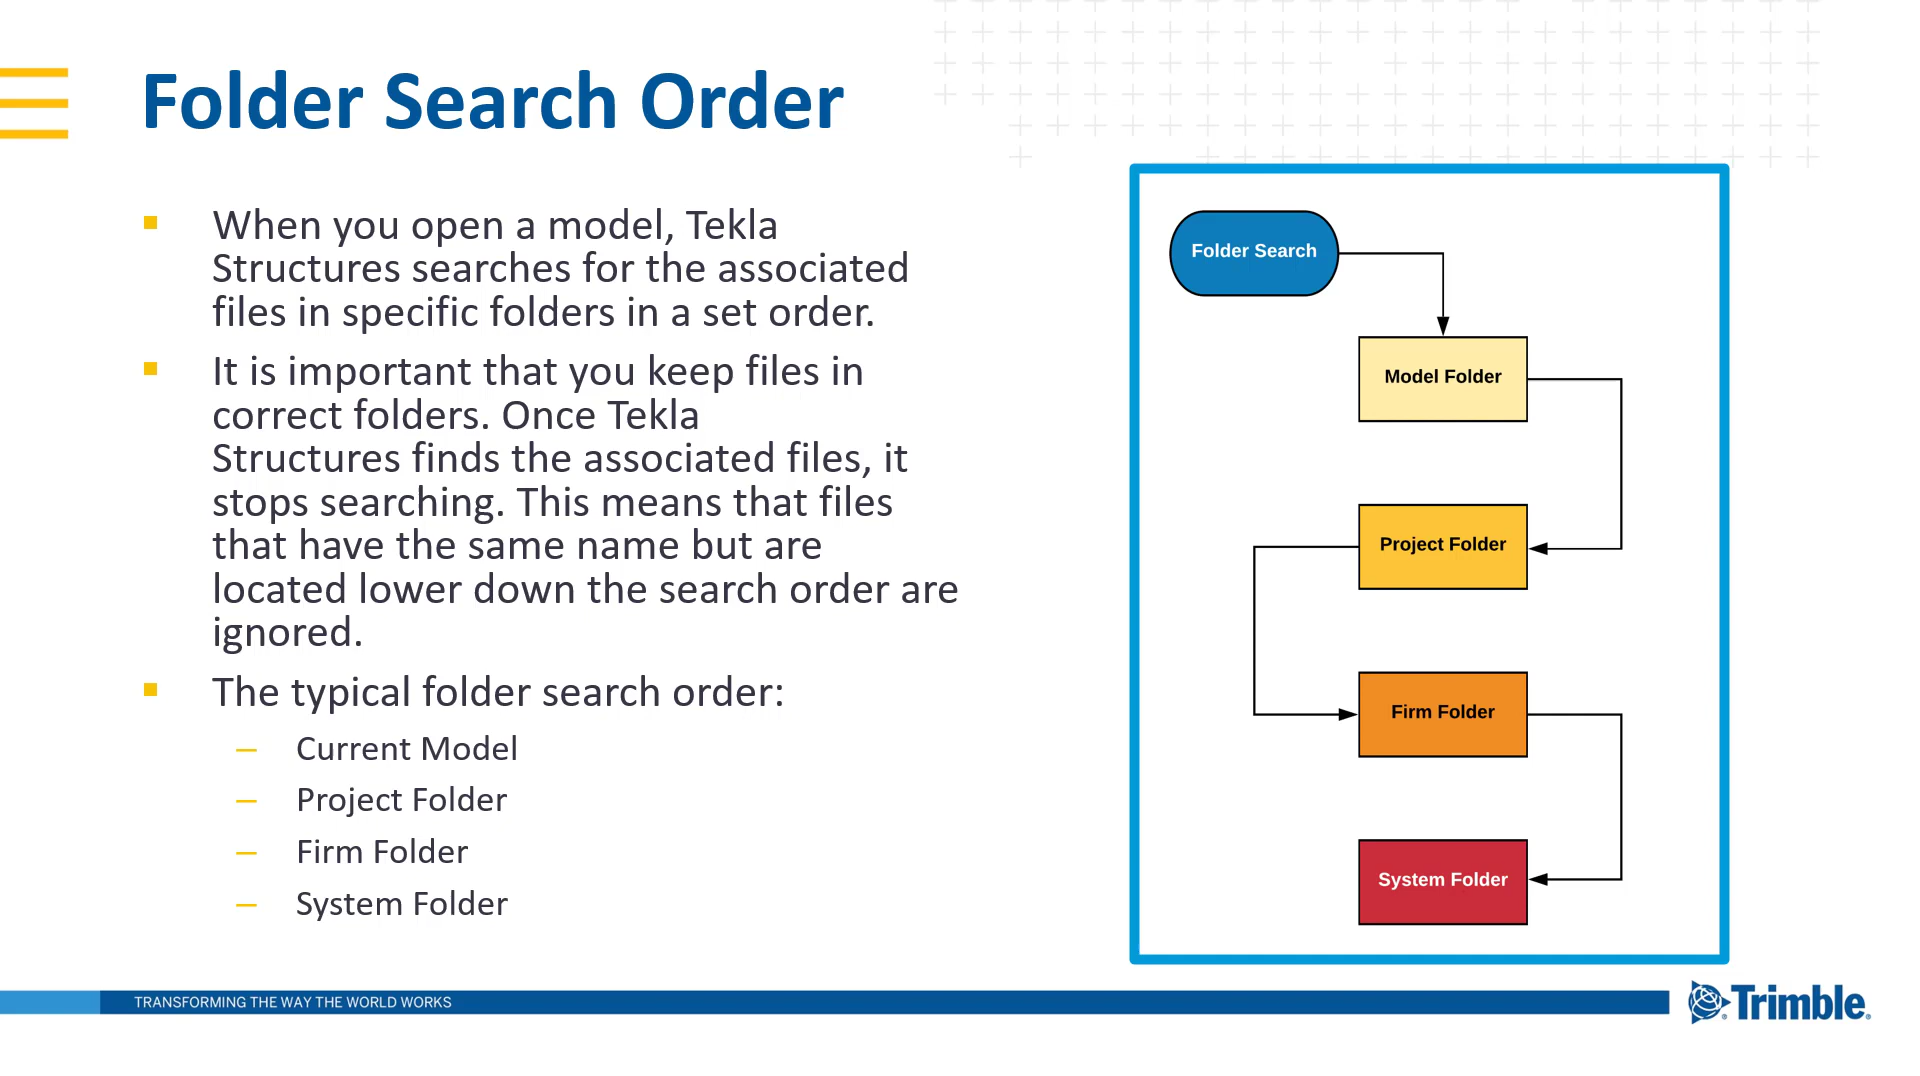 Folder Search Order
When you open a model, Tekla
Structures searches for the associated
files in specific folders in a set order.
It is important that you keep files in
correct folders. Once Tekla
Structures finds the associated files, it
stops searching. This means that files
that have the same name but are
located lower down the search order are
ignored.
The typical folder search order:
– Current Model
– Project Folder
– Firm Folder
– System Folder
Folder Search
Model Folder
Project Folder
Firm Folder
System Folder
TRANSFORMING THE WAY THE WORLD WORKS
Trimble®